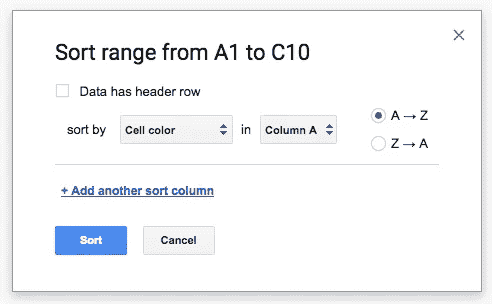 Sort range from A1 to C10
Data has header row
sort by Cell color in Column A A → Z
Z → A
+ Add another sort column
Sort Cancel